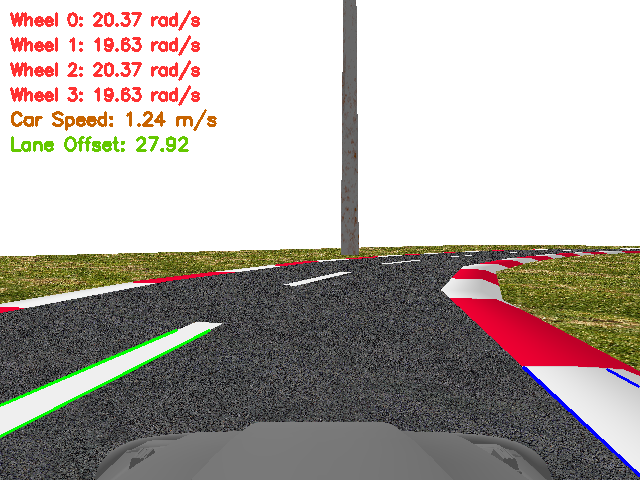 Wheel 0: 20.37 rad/s
Wheel 1: 19.63 rad/s
Wheel 2: 20.37 rad/s
Wheel 3: 19.63 rad/s
Car Speed: 1.24 m/s
Lane Offset: 27.92